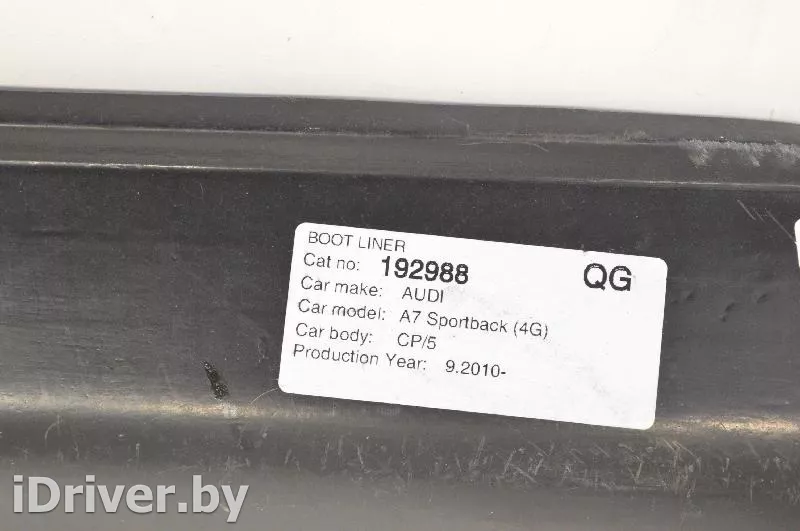 BOOT LINER
Cat no: 192988 QG
Car make: AUDI
Car model: A7 Sportback (4G)
Car body: CP/5
Production Year: 9.2010-
iDriver.by